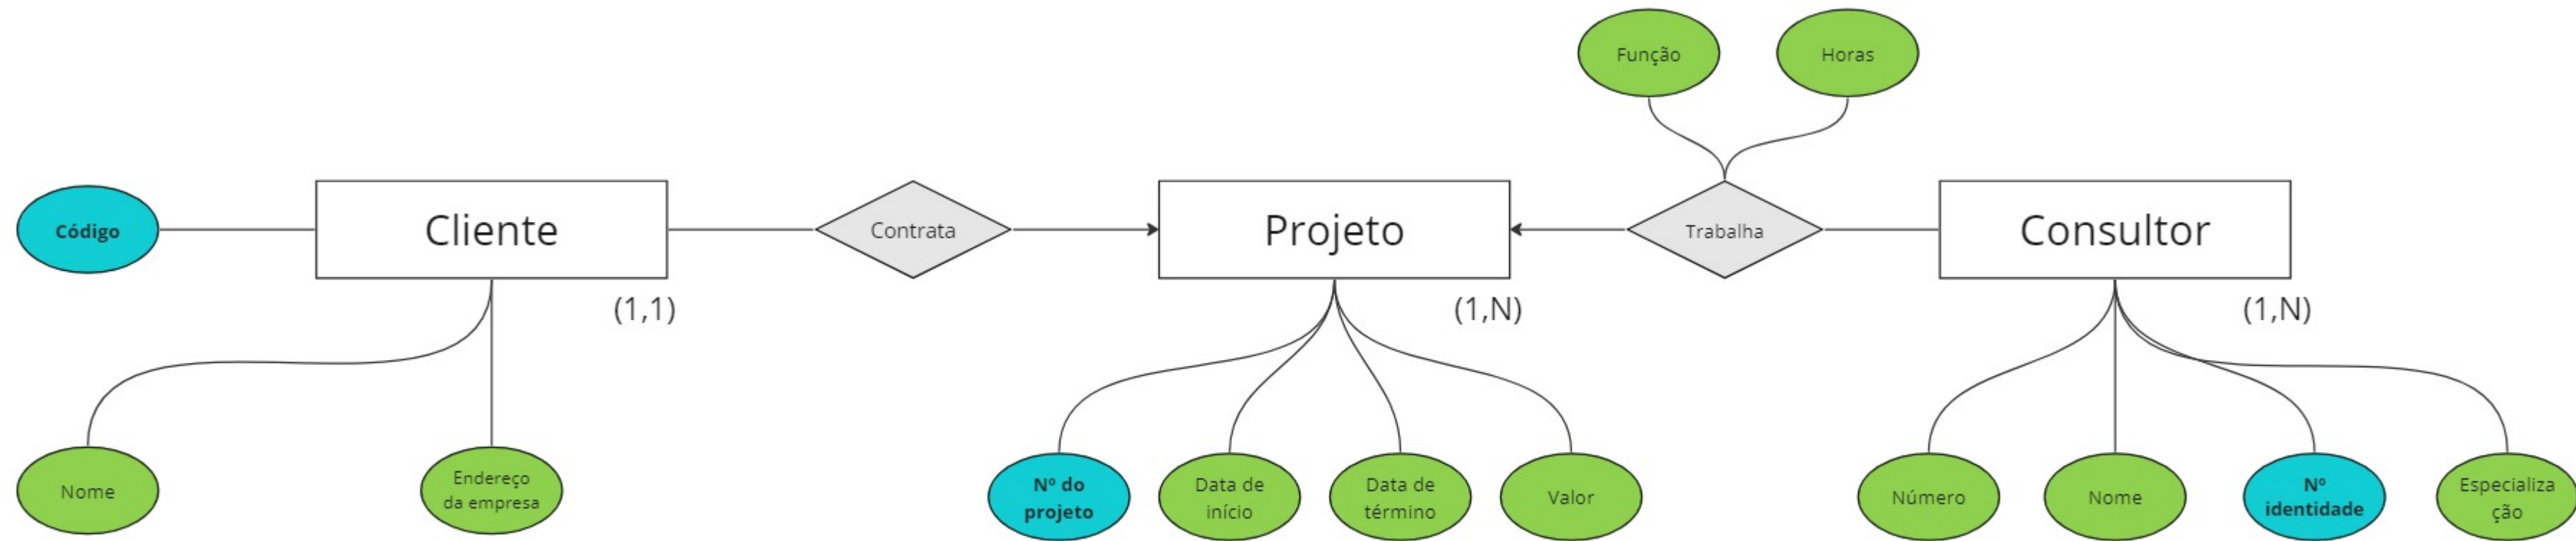 Função
Horas
Código
Cliente
Contrata
Projeto
Trabalha
Consultor
(1,1)
(1,N)
(1,N)
Nome
Endereço
da empresa
Nº do
projeto
Data de
início
Data de
término
Valor
Número
Nome
Nº
identidade
Especializa
ção